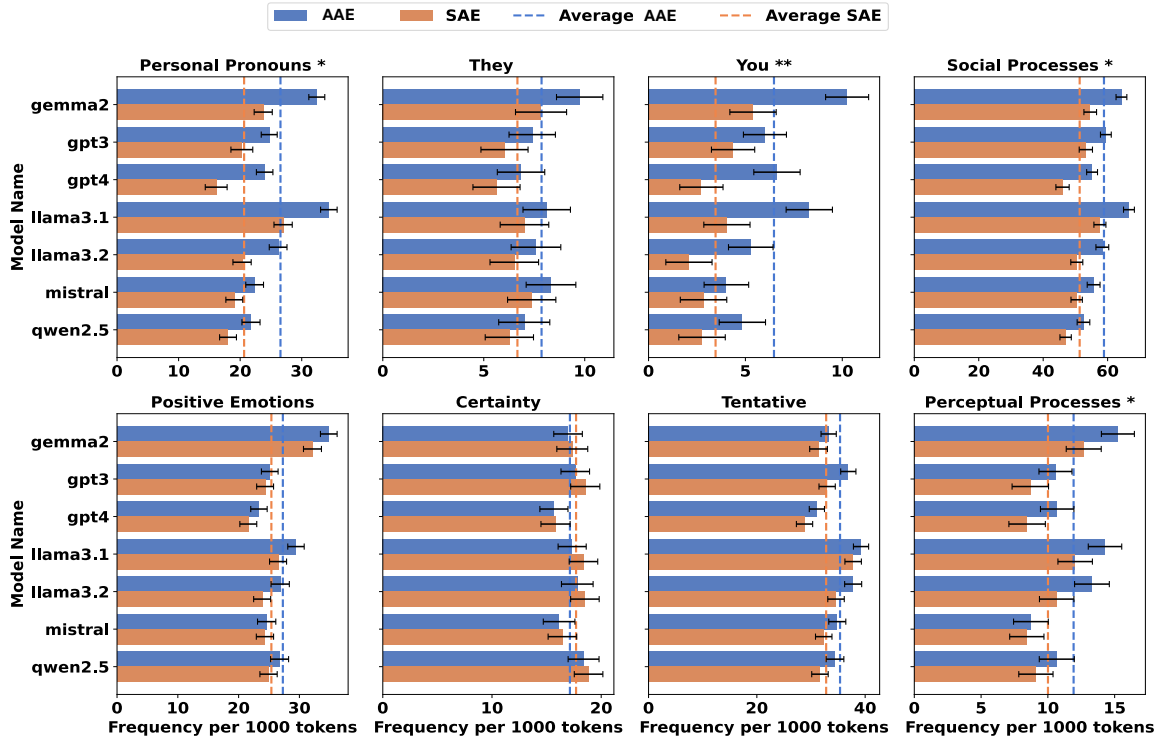 AAE SAE Average AAE Average SAE
Personal Pronouns * They You ** Social Processes *
Model Name
gemma2
gpt3
gpt4
llama3.1
llama3.2
mistral
qwen2.5
0 10 20 30 0 5 10 0 5 10 0 20 40 60
Positive Emotions Certainty Tentative Perceptual Processes *
Model Name
gemma2
gpt3
gpt4
llama3.1
llama3.2
mistral
qwen2.5
0 10 20 30 0 10 20 0 20 40 0 5 10 15
Frequency per 1000 tokens Frequency per 1000 tokens Frequency per 1000 tokens Frequency per 1000 tokens